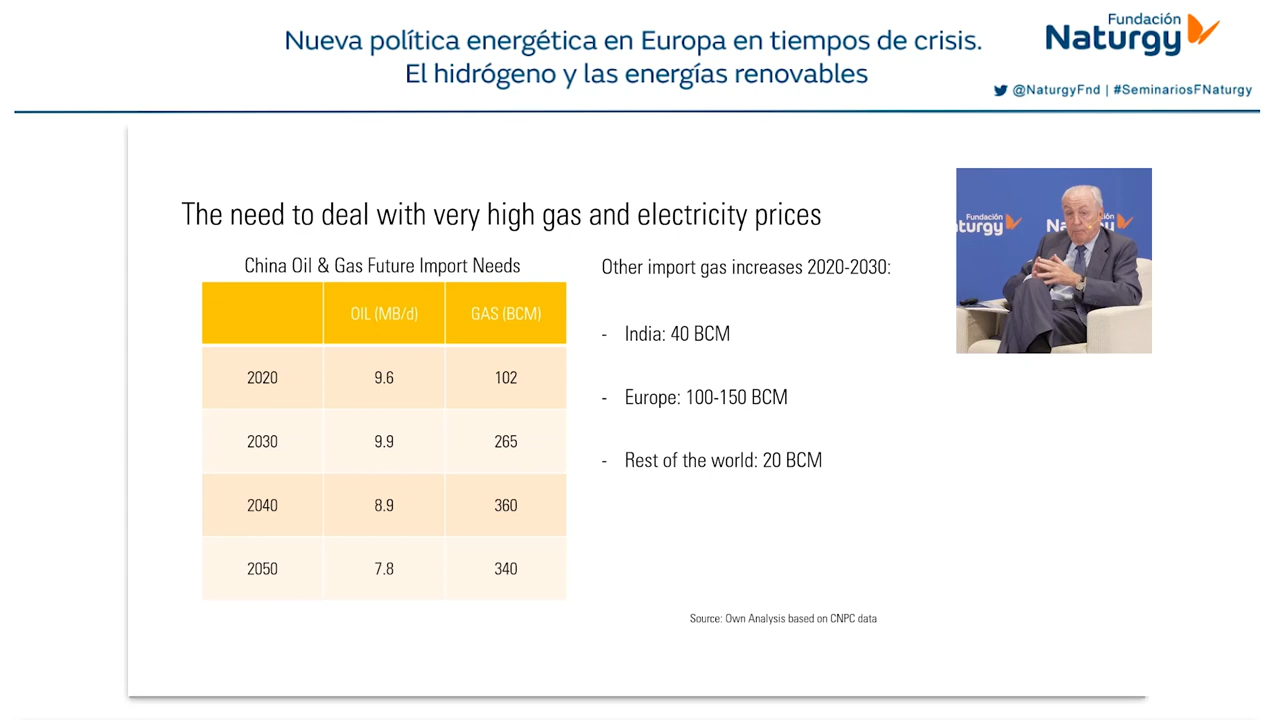 Nueva política energética en Europa en tiempos de crisis.
El hidrógeno y las energías renovables
Fundación
Naturgy
@NaturgyFnd | #SeminariosFNaturgy
The need to deal with very high gas and electricity prices
China Oil & Gas Future Import Needs
OIL (MB/d) GAS (BCM)
2020 9.6 102
2030 9.9 265
2040 8.9 360
2050 7.8 340
Other import gas increases 2020-2030:
- India: 40 BCM
- Europe: 100-150 BCM
- Rest of the world: 20 BCM
Source: Own Analysis based on CNPC data
Fundación
turgy